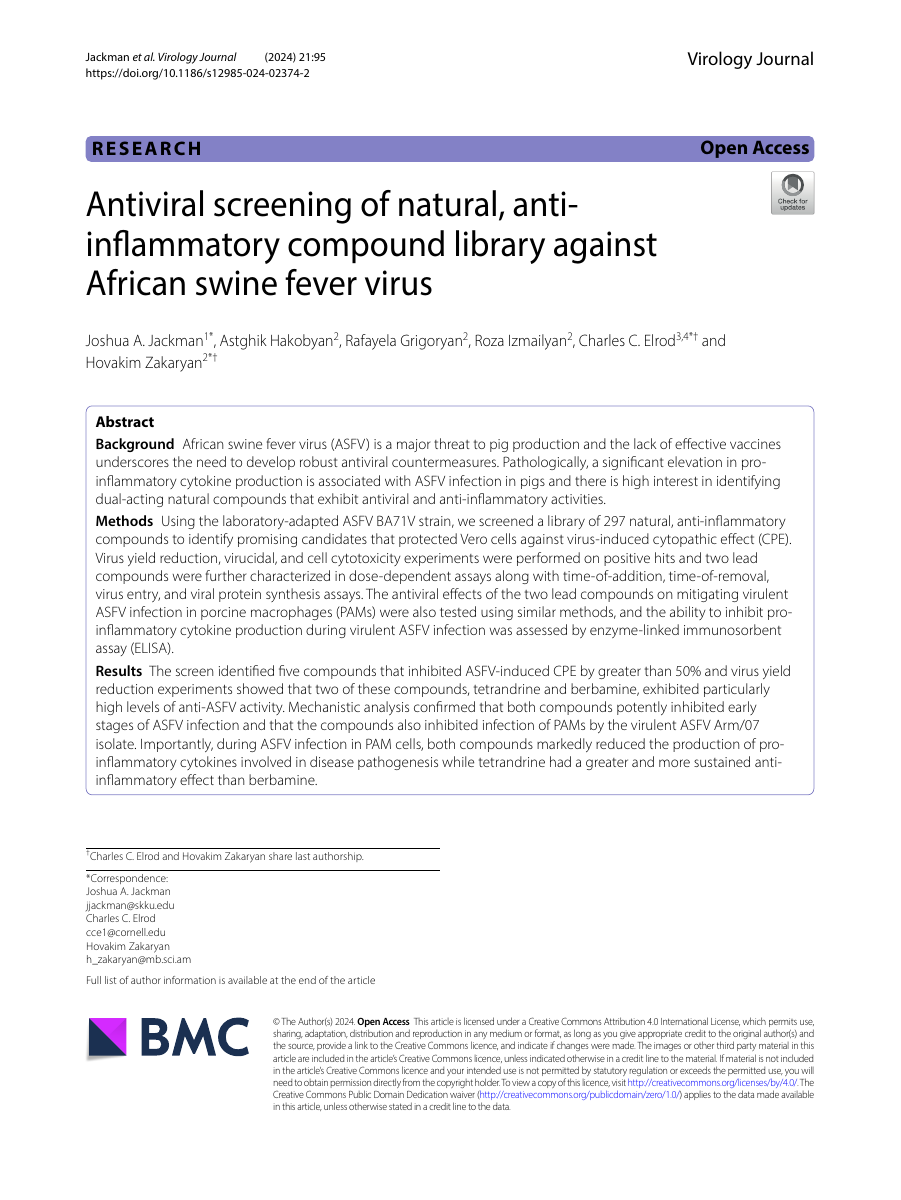 Jackman et al. Virology Journal (2024) 21:95
https://doi.org/10.1186/s12985-024-02374-2
Virology Journal
RESEARCH
Open Access
Check for
updates
Antiviral screening of natural, anti-
inflammatory compound library against
African swine fever virus
Joshua A. Jackman1*, Astghik Hakobyan2, Rafayela Grigoryan2, Roza Izmailyan2, Charles C. Elrod3,4*† and
Hovakim Zakaryan2*†
Abstract
Background African swine fever virus (ASFV) is a major threat to pig production and the lack of effective vaccines
underscores the need to develop robust antiviral countermeasures. Pathologically, a significant elevation in pro-
inflammatory cytokine production is associated with ASFV infection in pigs and there is high interest in identifying
dual-acting natural compounds that exhibit antiviral and anti-inflammatory activities.
Methods Using the laboratory-adapted ASFV BA71V strain, we screened a library of 297 natural, anti-inflammatory
compounds to identify promising candidates that protected Vero cells against virus-induced cytopathic effect (CPE).
Virus yield reduction, virucidal, and cell cytotoxicity experiments were performed on positive hits and two lead
compounds were further characterized in dose-dependent assays along with time-of-addition, time-of-removal,
virus entry, and viral protein synthesis assays. The antiviral effects of the two lead compounds on mitigating virulent
ASFV infection in porcine macrophages (PAMs) were also tested using similar methods, and the ability to inhibit pro-
inflammatory cytokine production during virulent ASFV infection was assessed by enzyme-linked immunosorbent
assay (ELISA).
Results The screen identified five compounds that inhibited ASFV-induced CPE by greater than 50% and virus yield
reduction experiments showed that two of these compounds, tetrandrine and berbamine, exhibited particularly
high levels of anti-ASFV activity. Mechanistic analysis confirmed that both compounds potently inhibited early
stages of ASFV infection and that the compounds also inhibited infection of PAMs by the virulent ASFV Arm/07
isolate. Importantly, during ASFV infection in PAM cells, both compounds markedly reduced the production of pro-
inflammatory cytokines involved in disease pathogenesis while tetrandrine had a greater and more sustained anti-
inflammatory effect than berbamine.
†Charles C. Elrod and Hovakim Zakaryan share last authorship.
*Correspondence:
Joshua A. Jackman
jjackman@skku.edu
Charles C. Elrod
cce1@cornell.edu
Hovakim Zakaryan
h_zakaryan@mb.sci.am
Full list of author information is available at the end of the article
BMC
© The Author(s) 2024. Open Access This article is licensed under a Creative Commons Attribution 4.0 International License, which permits use,
sharing, adaptation, distribution and reproduction in any medium or format, as long as you give appropriate credit to the original author(s) and
the source, provide a link to the Creative Commons licence, and indicate if changes were made. The images or other third party material in this
article are included in the article's Creative Commons licence, unless indicated otherwise in a credit line to the material. If material is not included
in the article's Creative Commons licence and your intended use is not permitted by statutory regulation or exceeds the permitted use, you will
need to obtain permission directly from the copyright holder. To view a copy of this licence, visit http://creativecommons.org/licenses/by/4.0/. The
Creative Commons Public Domain Dedication waiver (http://creativecommons.org/publicdomain/zero/1.0/) applies to the data made available
in this article, unless otherwise stated in a credit line to the data.